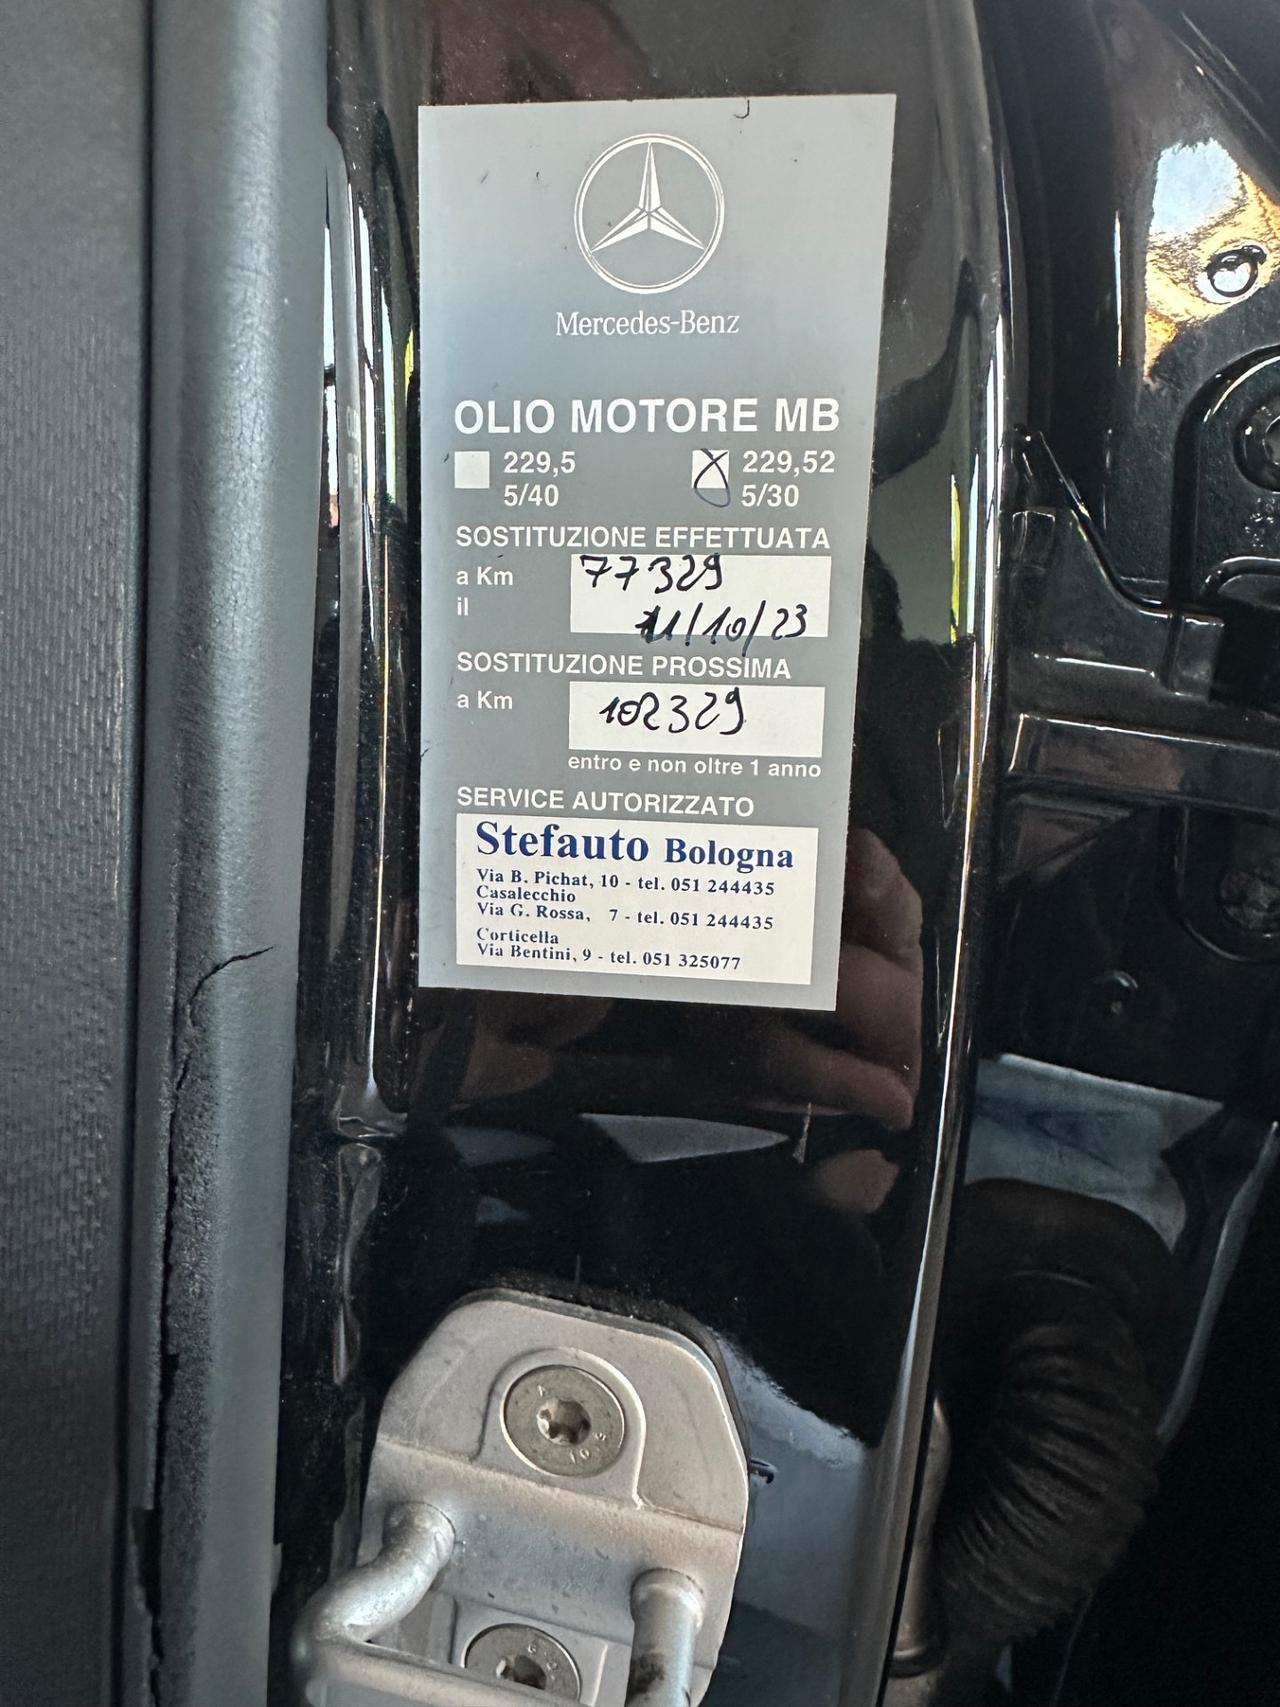 Mercedes-Benz
OLIO MOTORE MB
229,5 229,52
5/40 5/30
SOSTITUZIONE EFFETTUATA
a Km 77329
il 11/10/23
SOSTITUZIONE PROSSIMA
a Km 102329
entro e non oltre 1 anno
SERVICE AUTORIZZATO
Stefauto Bologna
Via B. Pichat, 10 - tel. 051 244435
Casalecchio
Via G. Rossa, 7 - tel. 051 244435
Corticella
Via Bentini, 9 - tel. 051 325077